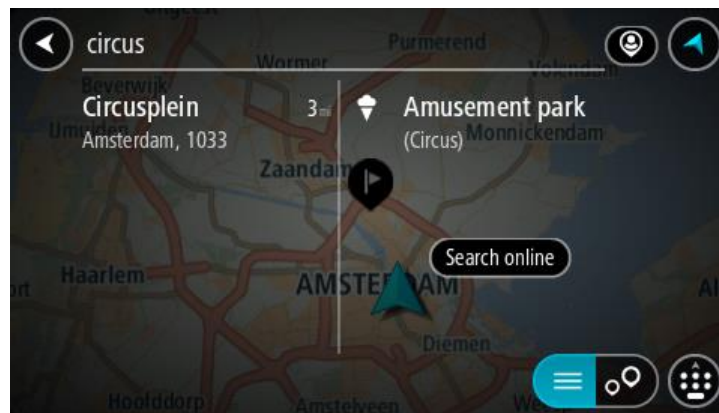 circus
Purmerend
Wormer
Volendam
Beverwijk
Circusplein
3 mi
Amusement park
Amsterdam, 1033
(Circus)
Monnickendam
Zaandam
Search online
Haarlem
AMSTERDAM
Diemen
Hoofddorp
Amstelveen